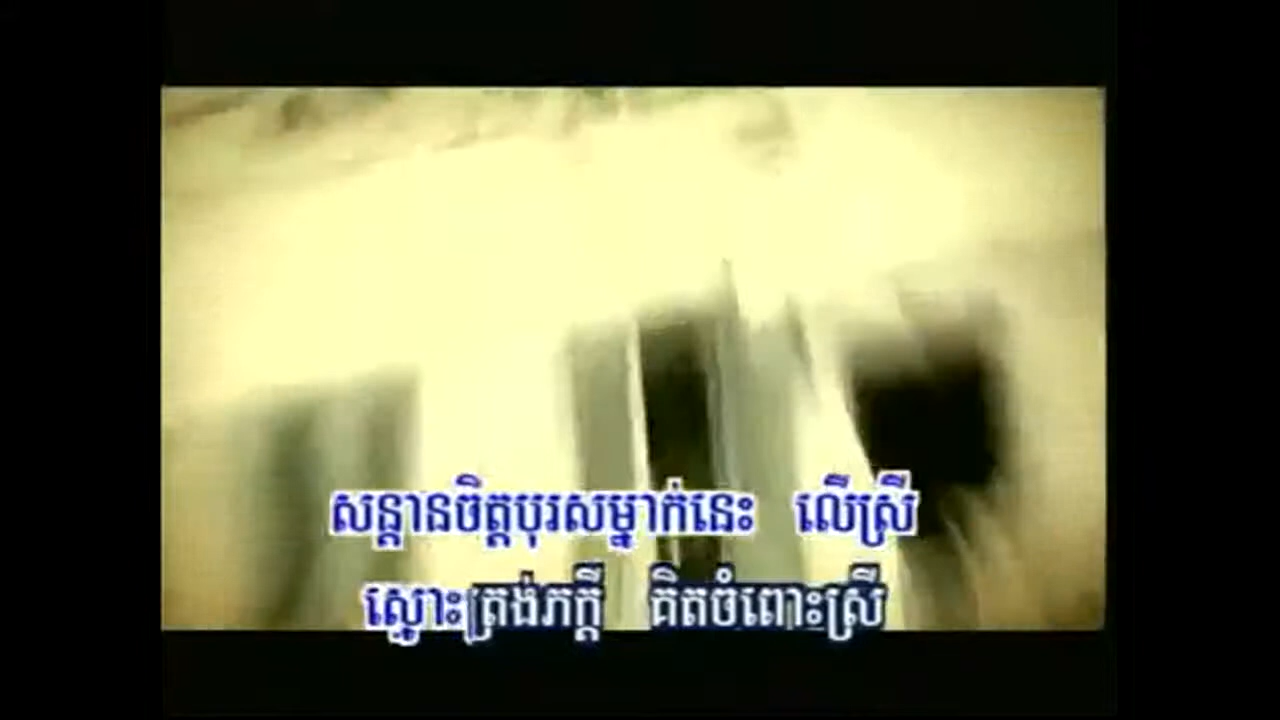 សន្តានចិត្តបុរសម្នាក់នេះ លើស្រី
ស្មោះត្រង់ភក្តី គិតចំពោះស្រី